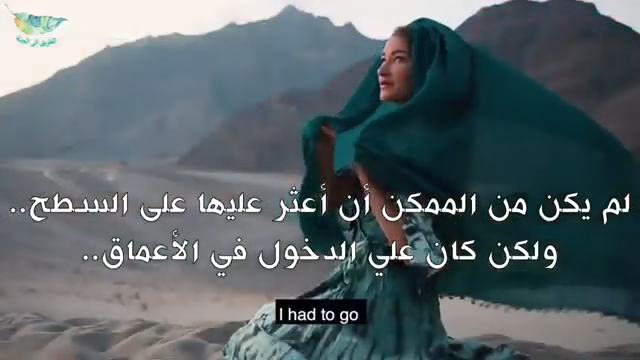 لم يكن من الممكن أن أعثر عليها على السطح..
ولكن كان علي الدخول في الأعماق..
I had to go